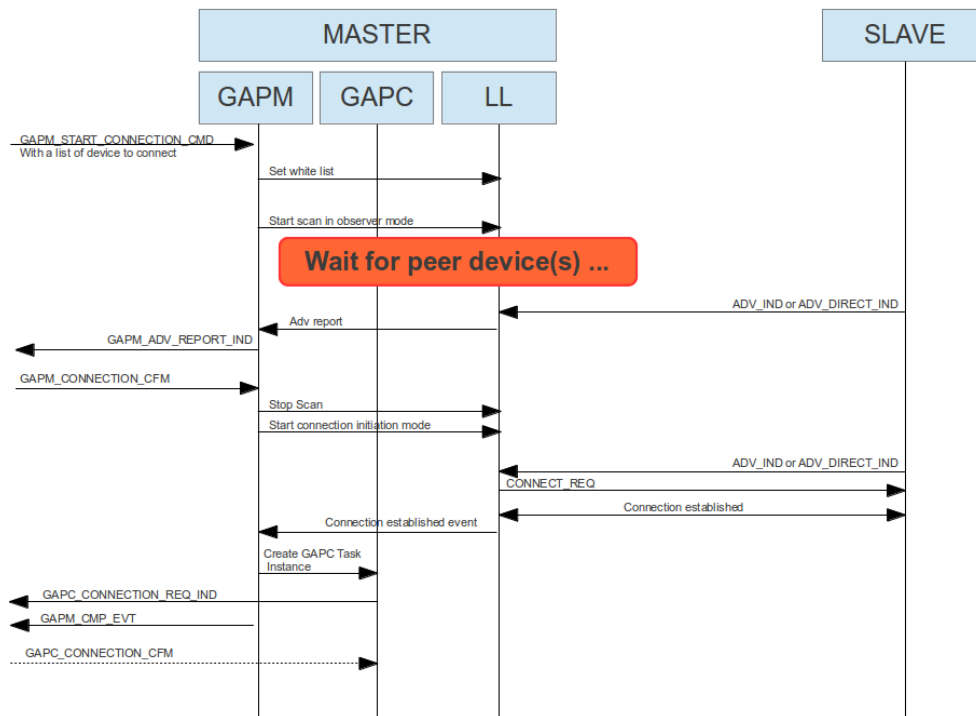 MASTER
SLAVE
GAPM
GAPC
LL
GAPM_START_CONNECTION_CMD
With a list of device to connect
Set white list
Start scan in observer mode
Wait for peer device(s) ...
ADV_IND or ADV_DIRECT_IND
Adv report
GAPM_ADV_REPORT_IND
GAPM_CONNECTION_CFM
Stop Scan
Start connection initiation mode
ADV_IND or ADV_DIRECT_IND
CONNECT_REQ
Connection established
Connection established event
Create GAPC Task
Instance
GAPC_CONNECTION_REQ_IND
GAPM_CMP_EVT
GAPC_CONNECTION_CFM